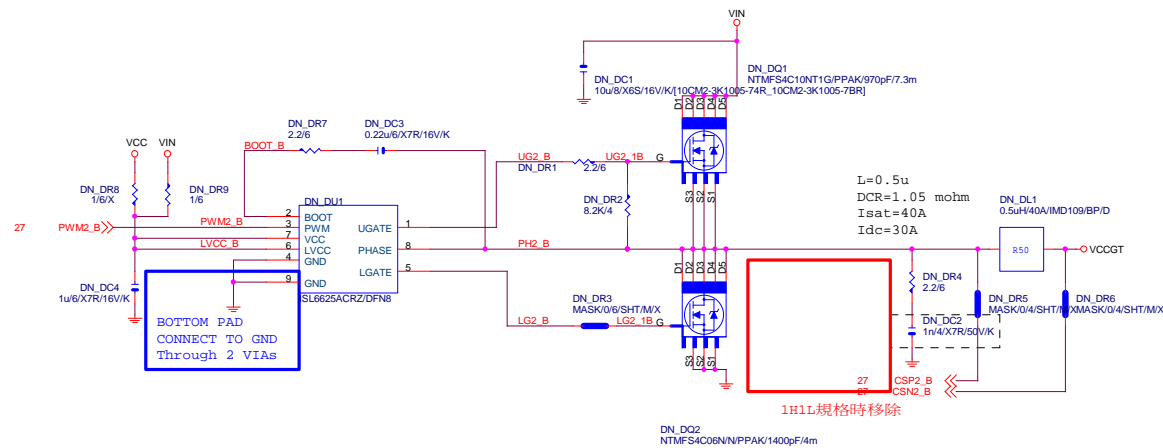 VIN
DN_DC1
10u/8/X6S/16V/K/[10CM2-3K1005-74R_10CM2-3K1005-7BR]
DN_DQ1
NTMFS4C10NT1G/PPAK/970pF/7.3m
D1
D2
D3
D4
D5
G
S3
S2
S1
DN_DR7
2.2/6
DN_DC3
0.22u/6/X7R/16V/K
BOOT_B
VCC
VIN
DN_DR8
1/6/X
DN_DR9
1/6
UG2_B
DN_DR1
2.2/6
UG2_1B
DN_DR2
8.2K/4
27
PWM2_B
PWM2_B
LVCC_B
DN_DU1
2
BOOT
3
PWM
7
VCC
6
LVCC
4
GND
9
GND
UGATE
1
PHASE
8
LGATE
5
ISL6625ACRZ/DFN8
DN_DC4
1u/6/X7R/16V/K
BOTTOM PAD
CONNECT TO GND
Through 2 VIAs
PH2_B
L=0.5u
DCR=1.05 mohm
Isat=40A
Idc=30A
DN_DL1
0.5uH/40A/IMD109/BP/D
R50
VCCGT
D1
D2
D3
D4
D5
G
S3
S2
S1
LG2_B
DN_DR3
MASK/0/6/SHT/M/X
LG2_1B
DN_DR4
2.2/6
DN_DC2
1n/4/X7R/50V/K
DN_DR5
MASK/0/4/SHT/M/X
DN_DR6
MASK/0/4/SHT/M/X
27
CSP2_B
27
CSN2_B
1H1L規格時移除
DN_DQ2
NTMFS4C06N/N/PPAK/1400pF/4m